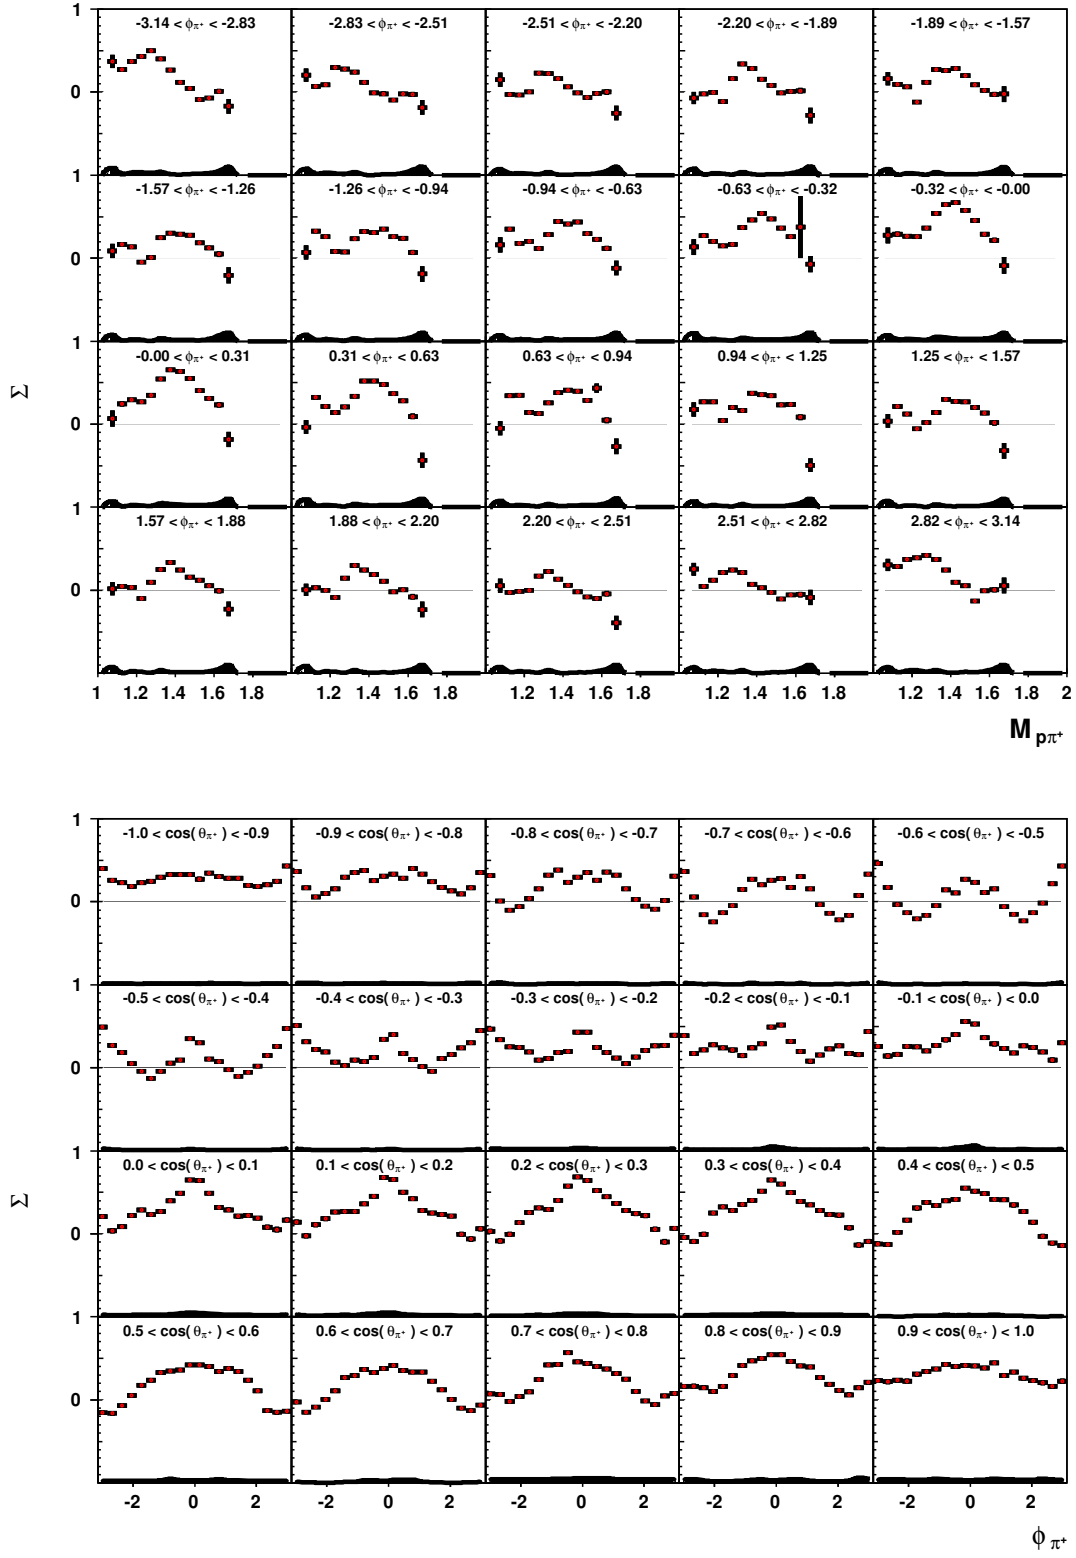 1
-3.14 < ϕπ⁺ < -2.83 -2.83 < ϕπ⁺ < -2.51 -2.51 < ϕπ⁺ < -2.20 -2.20 < ϕπ⁺ < -1.89 -1.89 < ϕπ⁺ < -1.57
0
1
-1.57 < ϕπ⁺ < -1.26 -1.26 < ϕπ⁺ < -0.94 -0.94 < ϕπ⁺ < -0.63 -0.63 < ϕπ⁺ < -0.32 -0.32 < ϕπ⁺ < -0.00
0
1
-0.00 < ϕπ⁺ < 0.31 0.31 < ϕπ⁺ < 0.63 0.63 < ϕπ⁺ < 0.94 0.94 < ϕπ⁺ < 1.25 1.25 < ϕπ⁺ < 1.57
Σ
0
1
1.57 < ϕπ⁺ < 1.88 1.88 < ϕπ⁺ < 2.20 2.20 < ϕπ⁺ < 2.51 2.51 < ϕπ⁺ < 2.82 2.82 < ϕπ⁺ < 3.14
0
1 1.2 1.4 1.6 1.8 1.2 1.4 1.6 1.8 1.2 1.4 1.6 1.8 1.2 1.4 1.6 1.8 1.2 1.4 1.6 1.8 2
M pπ⁺
1
-1.0 < cos(θπ⁺) < -0.9 -0.9 < cos(θπ⁺) < -0.8 -0.8 < cos(θπ⁺) < -0.7 -0.7 < cos(θπ⁺) < -0.6 -0.6 < cos(θπ⁺) < -0.5
0
1
-0.5 < cos(θπ⁺) < -0.4 -0.4 < cos(θπ⁺) < -0.3 -0.3 < cos(θπ⁺) < -0.2 -0.2 < cos(θπ⁺) < -0.1 -0.1 < cos(θπ⁺) < 0.0
0
1
0.0 < cos(θπ⁺) < 0.1 0.1 < cos(θπ⁺) < 0.2 0.2 < cos(θπ⁺) < 0.3 0.3 < cos(θπ⁺) < 0.4 0.4 < cos(θπ⁺) < 0.5
Σ
0
1
0.5 < cos(θπ⁺) < 0.6 0.6 < cos(θπ⁺) < 0.7 0.7 < cos(θπ⁺) < 0.8 0.8 < cos(θπ⁺) < 0.9 0.9 < cos(θπ⁺) < 1.0
0
-2 0 2 -2 0 2 -2 0 2 -2 0 2 -2 0 2
ϕ π⁺